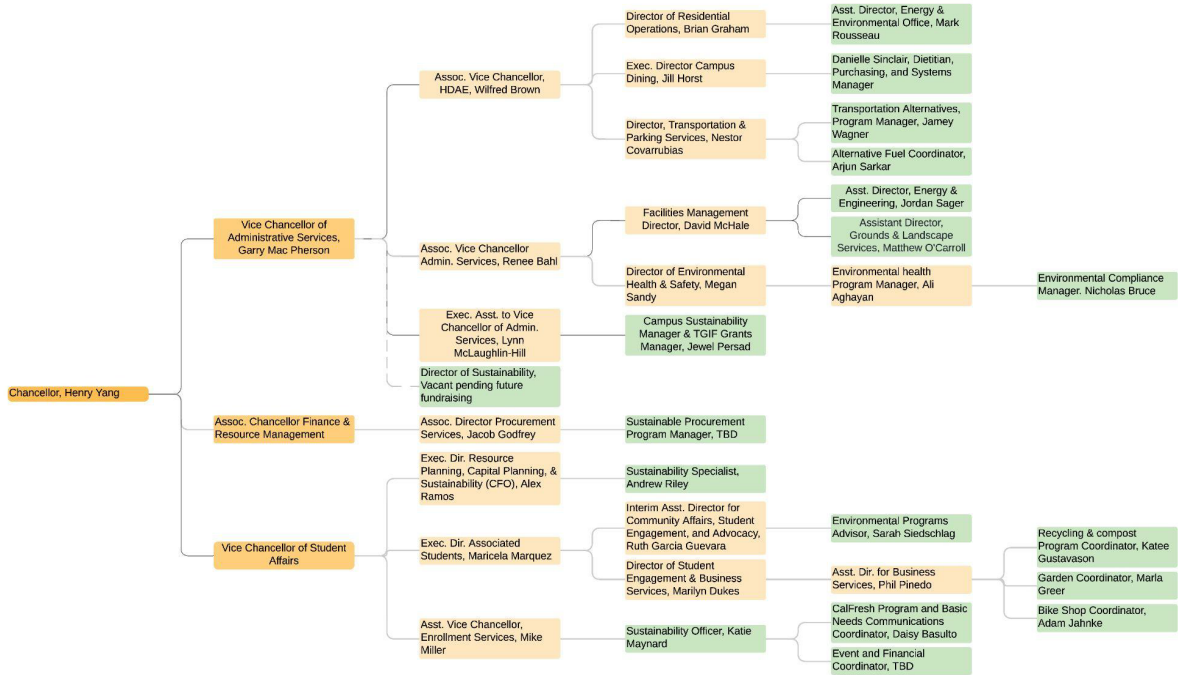 Chancellor, Henry Yang
Vice Chancellor of
Administrative Services,
Garry Mac Pherson
Assoc. Vice Chancellor,
HDAE, Wilfred Brown
Director of Residential
Operations, Brian Graham
Asst. Director, Energy &
Environmental Office, Mark
Rousseau
Exec. Director Campus
Dining, Jill Horst
Danielle Sinclair, Dietitian,
Purchasing, and Systems
Manager
Director, Transportation &
Parking Services, Nestor
Covarrubias
Transportation Alternatives,
Program Manager, Jamey
Wagner
Alternative Fuel Coordinator,
Arjun Sarkar
Assoc. Vice Chancellor
Admin. Services, Renee Bahl
Facilities Management
Director, David McHale
Asst. Director, Energy &
Engineering, Jordan Sager
Assistant Director,
Grounds & Landscape
Services, Matthew O'Carroll
Director of Environmental
Health & Safety, Megan
Sandy
Environmental health
Program Manager, Ali
Aghayan
Environmental Compliance
Manager. Nicholas Bruce
Exec. Asst. to Vice
Chancellor of Admin.
Services, Lynn
McLaughlin-Hill
Campus Sustainability
Manager & TGIF Grants
Manager, Jewel Persad
Director of Sustainability,
Vacant pending future
fundraising
Assoc. Chancellor Finance &
Resource Management
Assoc. Director Procurement
Services, Jacob Godfrey
Sustainable Procurement
Program Manager, TBD
Vice Chancellor of Student
Affairs
Exec. Dir. Resource
Planning, Capital Planning, &
Sustainability (CFO), Alex
Ramos
Sustainability Specialist,
Andrew Riley
Exec. Dir. Associated
Students, Maricela Marquez
Interim Asst. Director for
Community Affairs, Student
Engagement, and Advocacy,
Ruth Garcia Guevara
Environmental Programs
Advisor, Sarah Siedschlag
Director of Student
Engagement & Business
Services, Marilyn Dukes
Asst. Dir. for Business
Services, Phil Pinedo
Recycling & compost
Program Coordinator, Katee
Gustavason
Garden Coordinator, Marla
Greer
Bike Shop Coordinator,
Adam Jahnke
Asst. Vice Chancellor,
Enrollment Services, Mike
Miller
Sustainability Officer, Katie
Maynard
CalFresh Program and Basic
Needs Communications
Coordinator, Daisy Basulto
Event and Financial
Coordinator, TBD